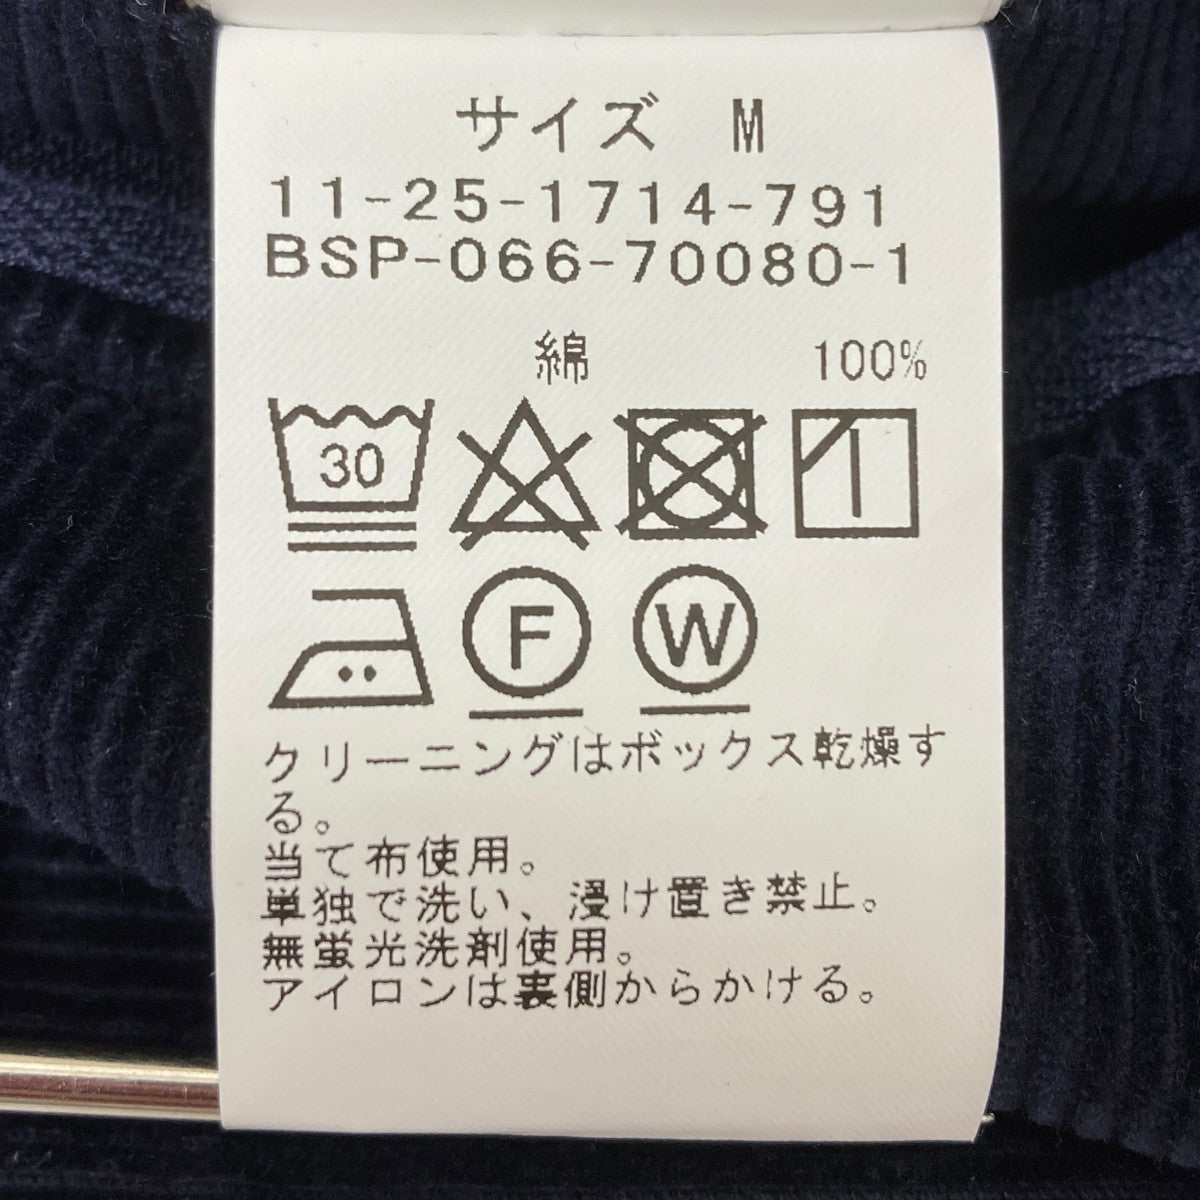 サイズ M
11-25-1714-791
BSP-066-70080-1
綿 100%
30
F W
クリーニングはボックス乾燥す
る。
当て布使用。
単独で洗い、浸け置き禁止。
無蛍光洗剤使用。
アイロンは裏側からかける。